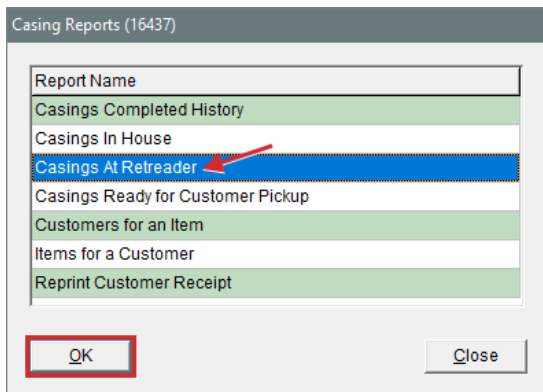 Casing Reports (16437)
Report Name
Casings Completed History
Casings In House
Casings At Retreader
Casings Ready for Customer Pickup
Customers for an Item
Items for a Customer
Reprint Customer Receipt
OK
Close